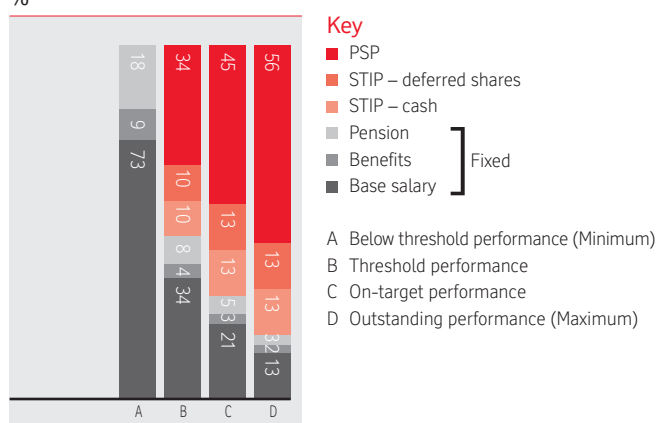 %
18
9
73
34
10
10
8
4
34
45
13
13
5
3
21
56
13
13
3
2
13
A B C D
Key
PSP
STIP – deferred shares
STIP – cash
Pension
Benefits
Base salary
Fixed
A Below threshold performance (Minimum)
B Threshold performance
C On-target performance
D Outstanding performance (Maximum)